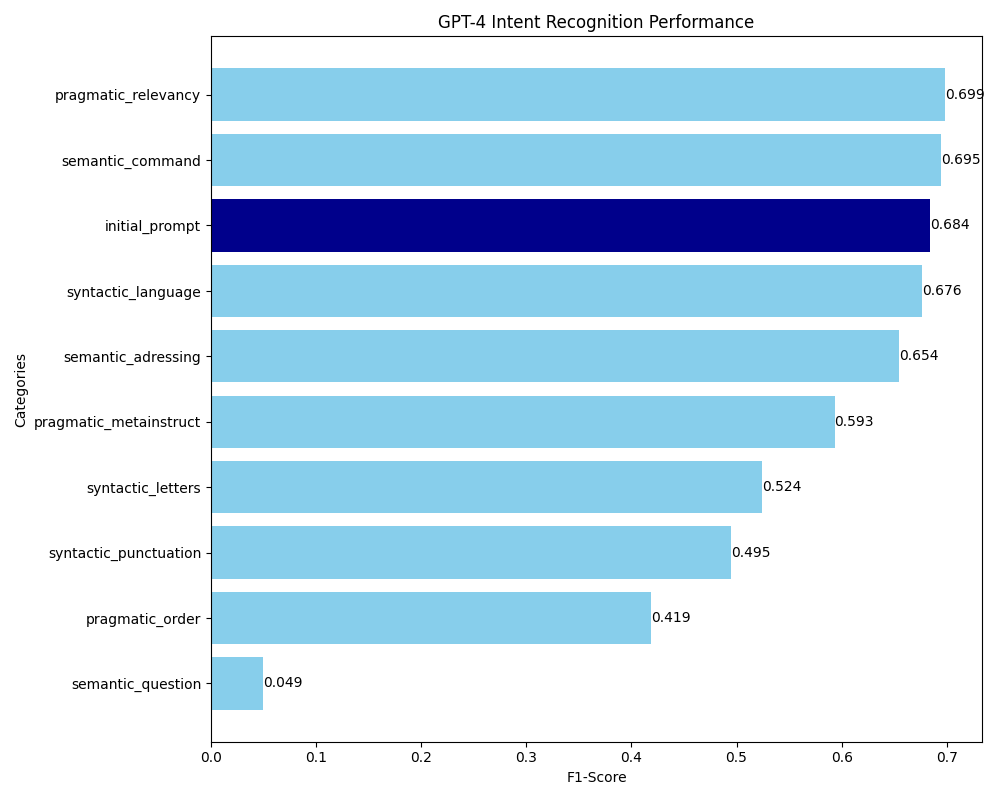 GPT-4 Intent Recognition Performance
pragmatic_relevancy 0.699
semantic_command 0.695
initial_prompt 0.684
syntactic_language 0.676
semantic_adressing 0.654
pragmatic_metainstruct 0.593
syntactic_letters 0.524
syntactic_punctuation 0.495
pragmatic_order 0.419
semantic_question 0.049
Categories
0.0 0.1 0.2 0.3 0.4 0.5 0.6 0.7
F1-Score